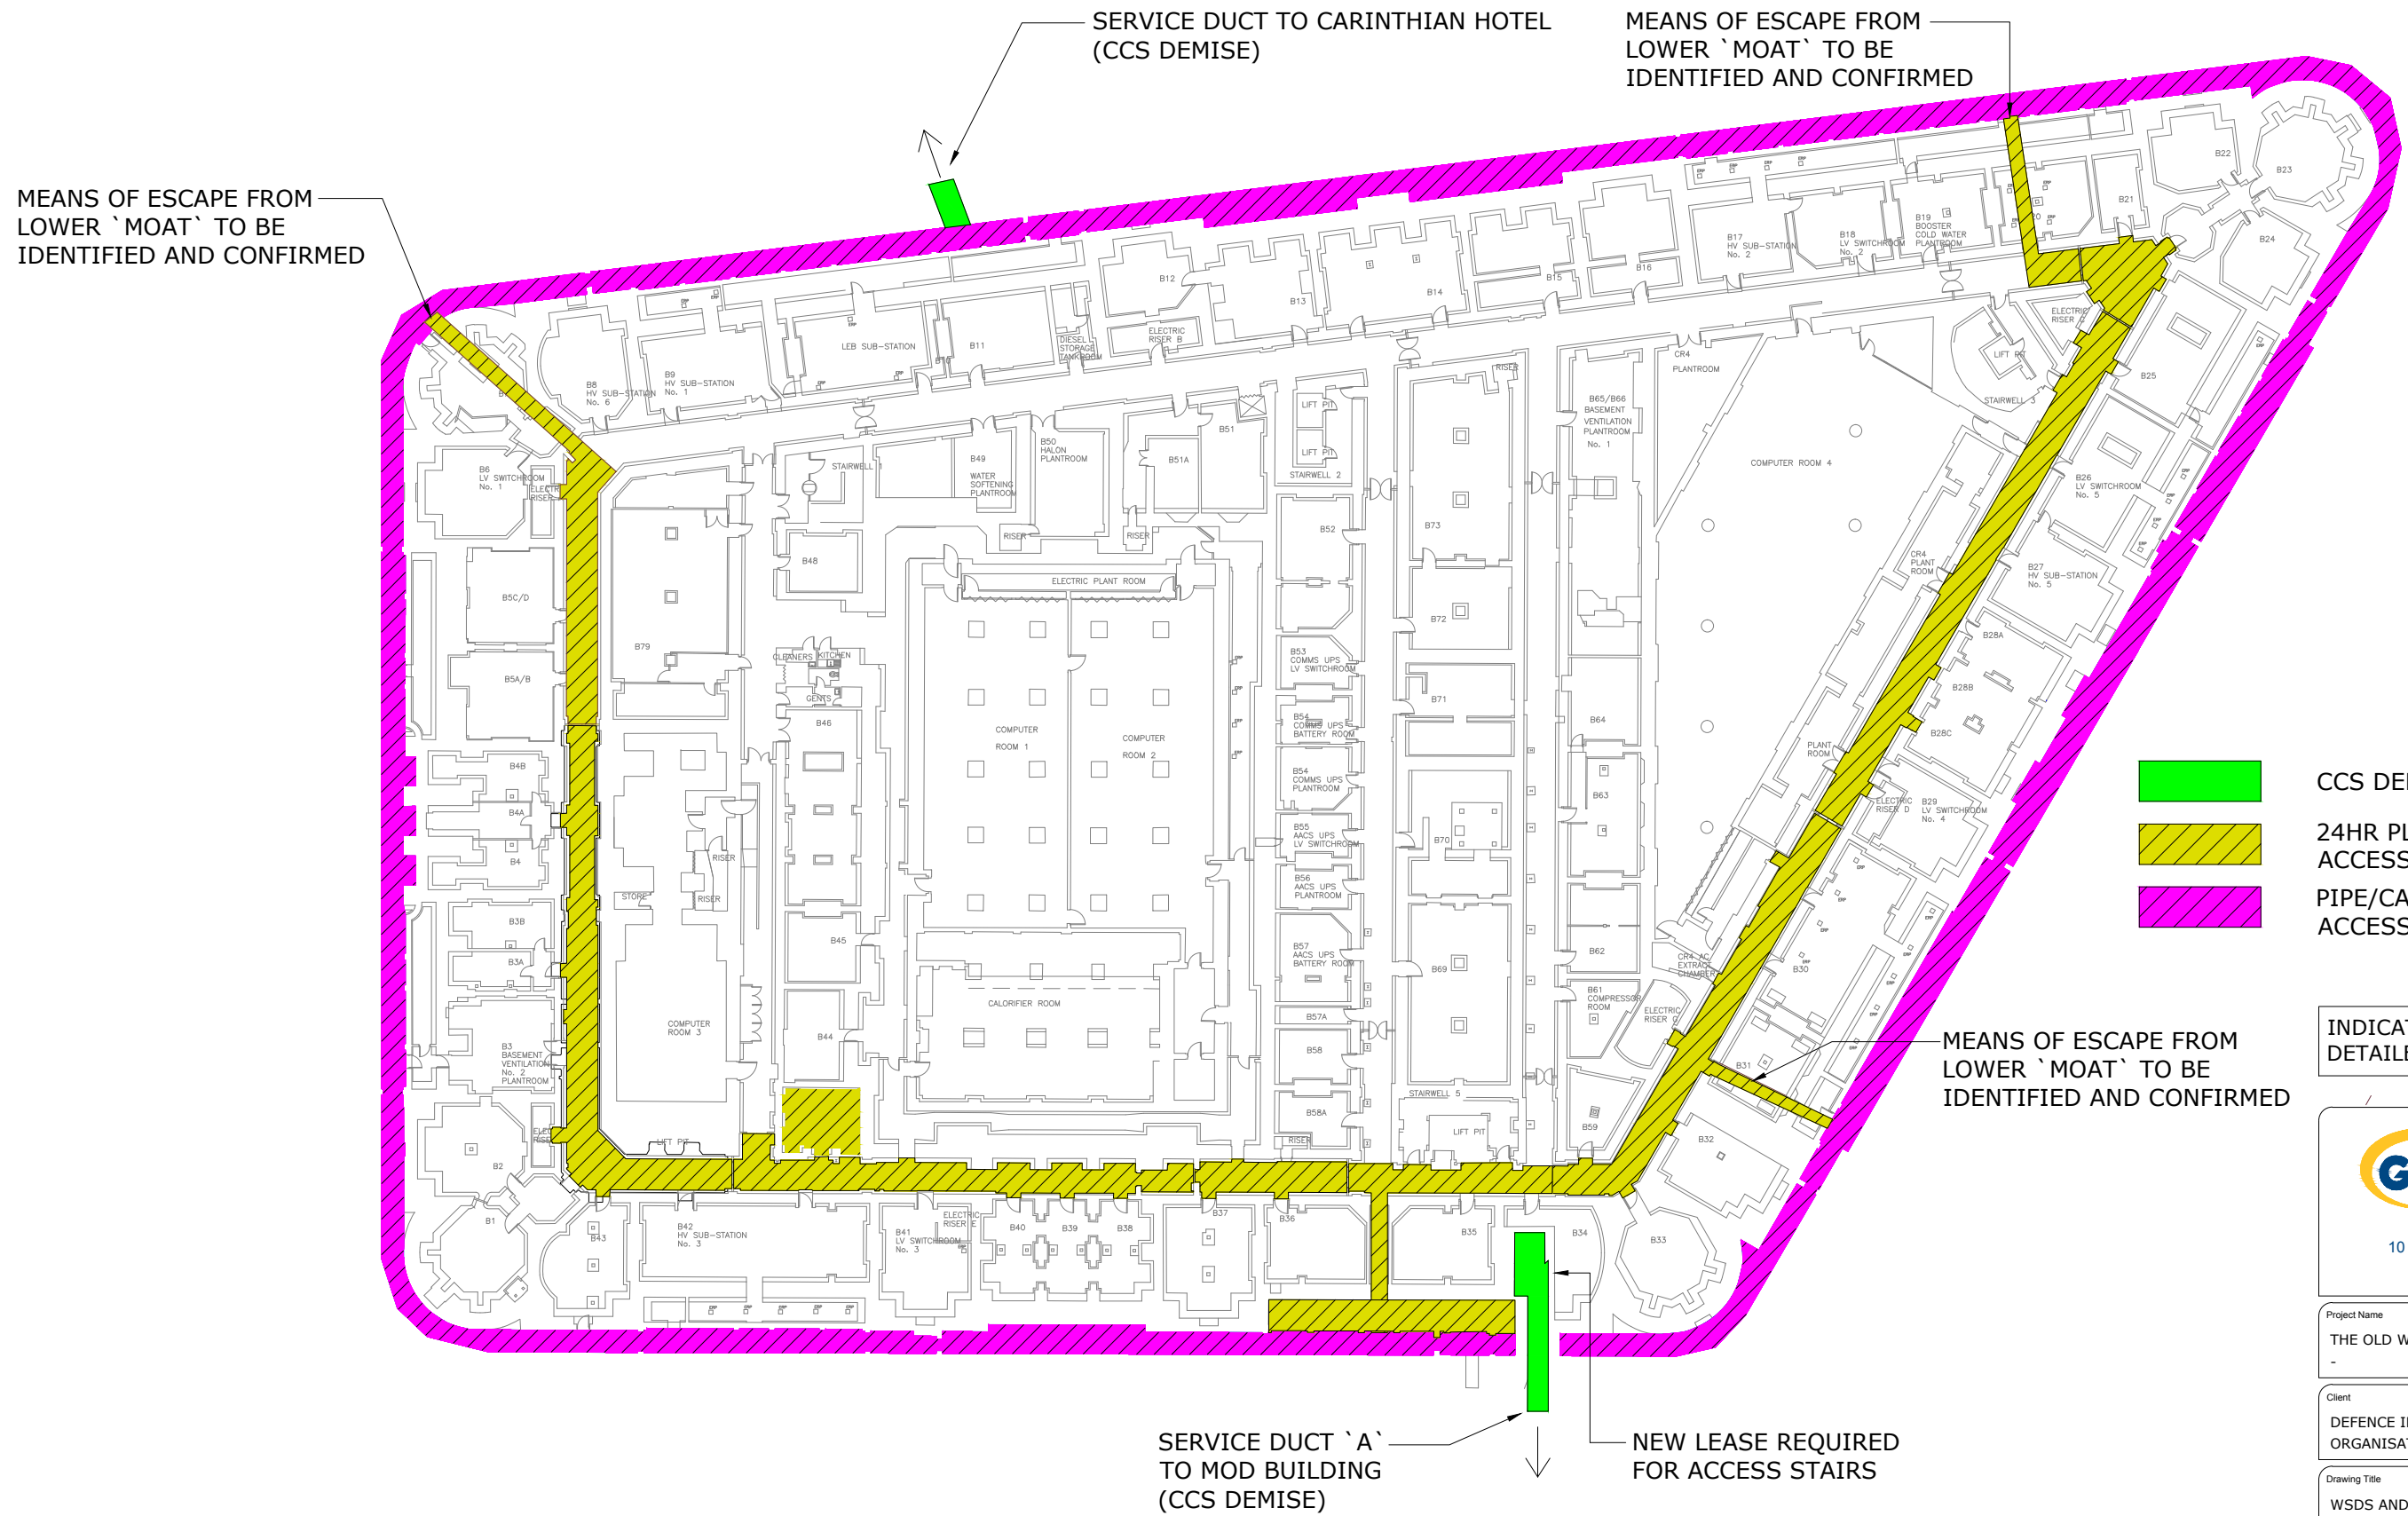 SERVICE DUCT TO CARINTHIAN HOTEL
(CCS DEMISE)
MEANS OF ESCAPE FROM
LOWER `MOAT` TO BE
IDENTIFIED AND CONFIRMED
MEANS OF ESCAPE FROM
LOWER `MOAT` TO BE
IDENTIFIED AND CONFIRMED
B22
B23
B21
B24
B19
BOOSTER
COLD WATER
PLANTROOM
B18
LV SWITCHROOM
No. 2
B17
HV SUB-STATION
No. 2
B16
B15
B14
B13
B12
ELECTRIC
RISER B
DIESEL
STORAGE
TANKROOM
B11
LEB SUB-STATION
B9
HV SUB-STATION
No. 1
B8
HV SUB-STATION
No. 6
B6
LV SWITCHROOM
No. 1
ELECTR
RISER
ELECTRIC
RISER C
LIFT PIT
STAIRWELL 3
B25
CR4
PLANTROOM
RISER
B65/B66
BASEMENT
VENTILATION
PLANTROOM
No. 1
COMPUTER ROOM 4
B26
LV SWITCHROOM
No. 5
CR4
PLANT
ROOM
B27
HV SUB-STATION
No. 5
B28A
B28B
B28C
PLANT
ROOM
ELECTRIC
RISER D
B29
LV SWITCHROOM
No. 4
LIFT PIT
LIFT PIT
STAIRWELL 2
B51
B51A
B50
HALON
PLANTROOM
B49
WATER
SOFTENING
PLANTROOM
STAIRWELL 1
RISER
RISER
B48
B52
B73
ELECTRIC PLANT ROOM
B5C/D
B5A/B
B79
CLEANERS
KITCHEN
GENTS
B46
COMPUTER
ROOM 1
COMPUTER
ROOM 2
B53
COMMS UPS
LV SWITCHROOM
B54
COMMS UPS
BATTERY ROOM
B54
COMMS UPS
PLANTROOM
B55
AACS UPS
LV SWITCHROOM
B56
AACS UPS
PLANTROOM
B57
AACS UPS
BATTERY ROOM
B57A
B58
B58A
RISER
B72
B71
B70
B69
B64
B63
B62
B61
COMPRESSOR
ROOM
CR4 AC
EXTRACT
CHAMBER
ELECTRIC
RISER G
B59
STAIRWELL 5
LIFT PIT
B4B
B4A
B4
B3B
B3A
B3
BASEMENT
VENTILATION
No. 2
PLANTROOM
STORE
RISER
RISER
COMPUTER
ROOM 3
B45
B44
CALORIFIER ROOM
LIFT PIT
B2
B1
B43
B42
HV SUB-STATION
No. 3
B41
LV SWITCHROOM
No. 3
ELECTRIC
RISER E
B40
B39
B38
B37
B36
B35
B34
B33
B32
B31
B30
CCS DE
24HR PL
ACCESS
PIPE/CA
ACCESS
INDICAT
DETAILE
MEANS OF ESCAPE FROM
LOWER `MOAT` TO BE
IDENTIFIED AND CONFIRMED
G
10
Project Name
THE OLD W
-
Client
DEFENCE I
ORGANISA
Drawing Title
WSDS AND
SERVICE DUCT `A`
TO MOD BUILDING
(CCS DEMISE)
NEW LEASE REQUIRED
FOR ACCESS STAIRS